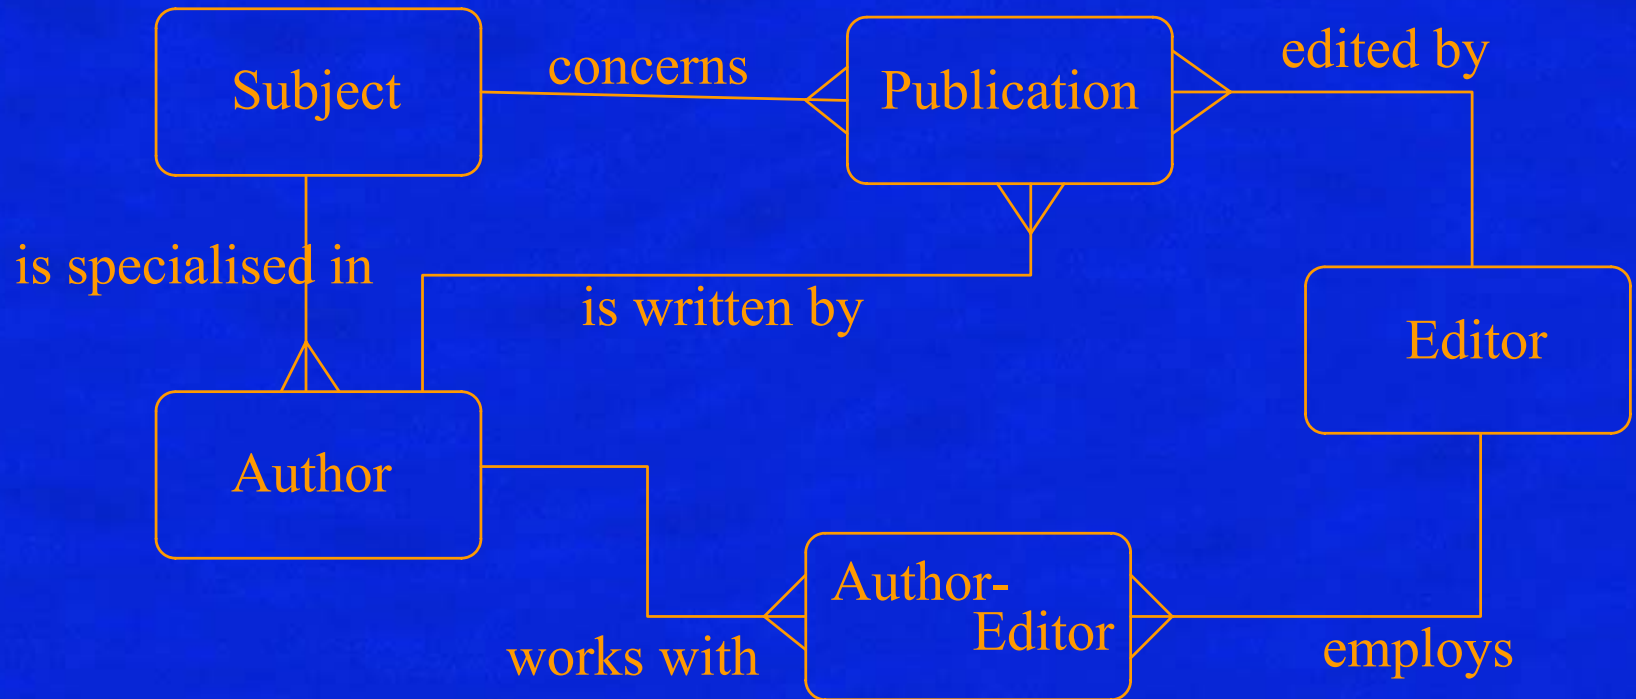 Subject
concerns
Publication
edited by
is specialised in
is written by
Editor
Author
Author-
Editor
works with
employs